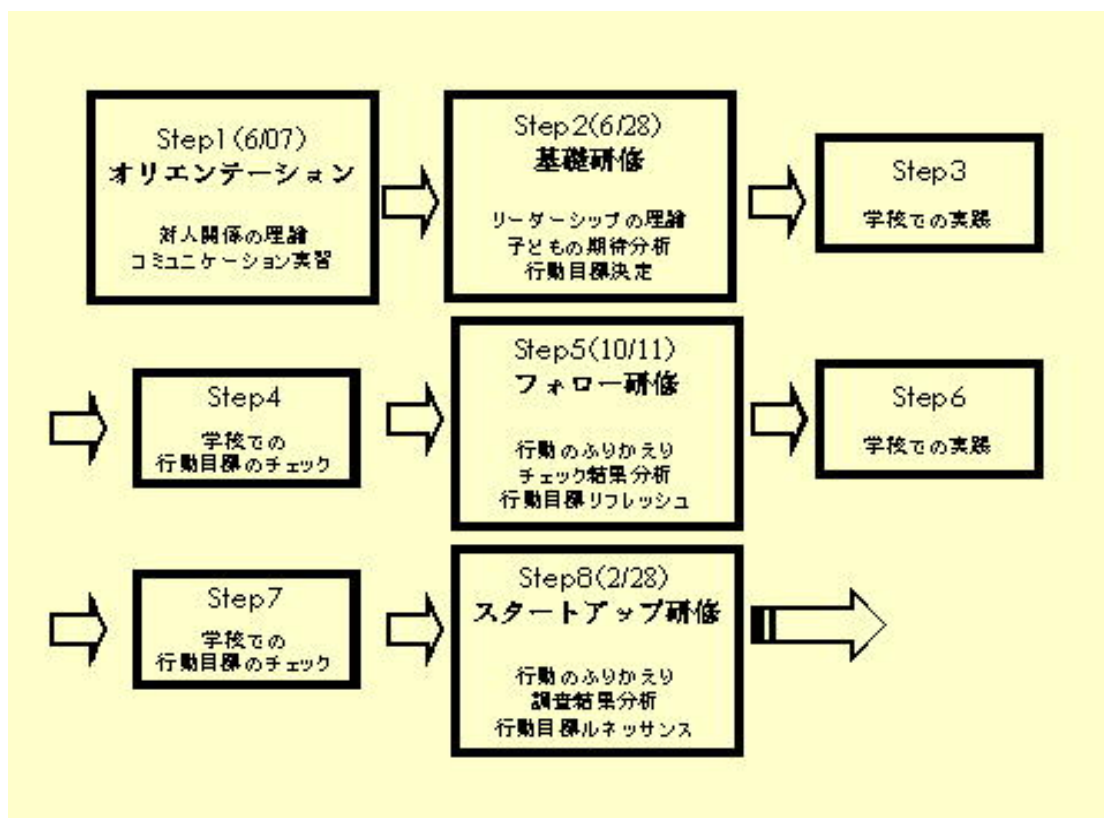 Step1(6/07)
オリエンテーション
対人関係の理論
コミュニケーション実習
Step2(6/28)
基礎研修
リーダーシップの理論
子どもの期待分析
行動目標決定
Step3
学校での実践
Step4
学校での
行動目標のチェック
Step5(10/11)
フォロー研修
行動のふりかえり
チェック結果分析
行動目標リフレッシュ
Step6
学校での実践
Step7
学校での
行動目標のチェック
Step8(2/28)
スタートアップ研修
行動のふりかえり
調査結果分析
行動目標ルネッサンス